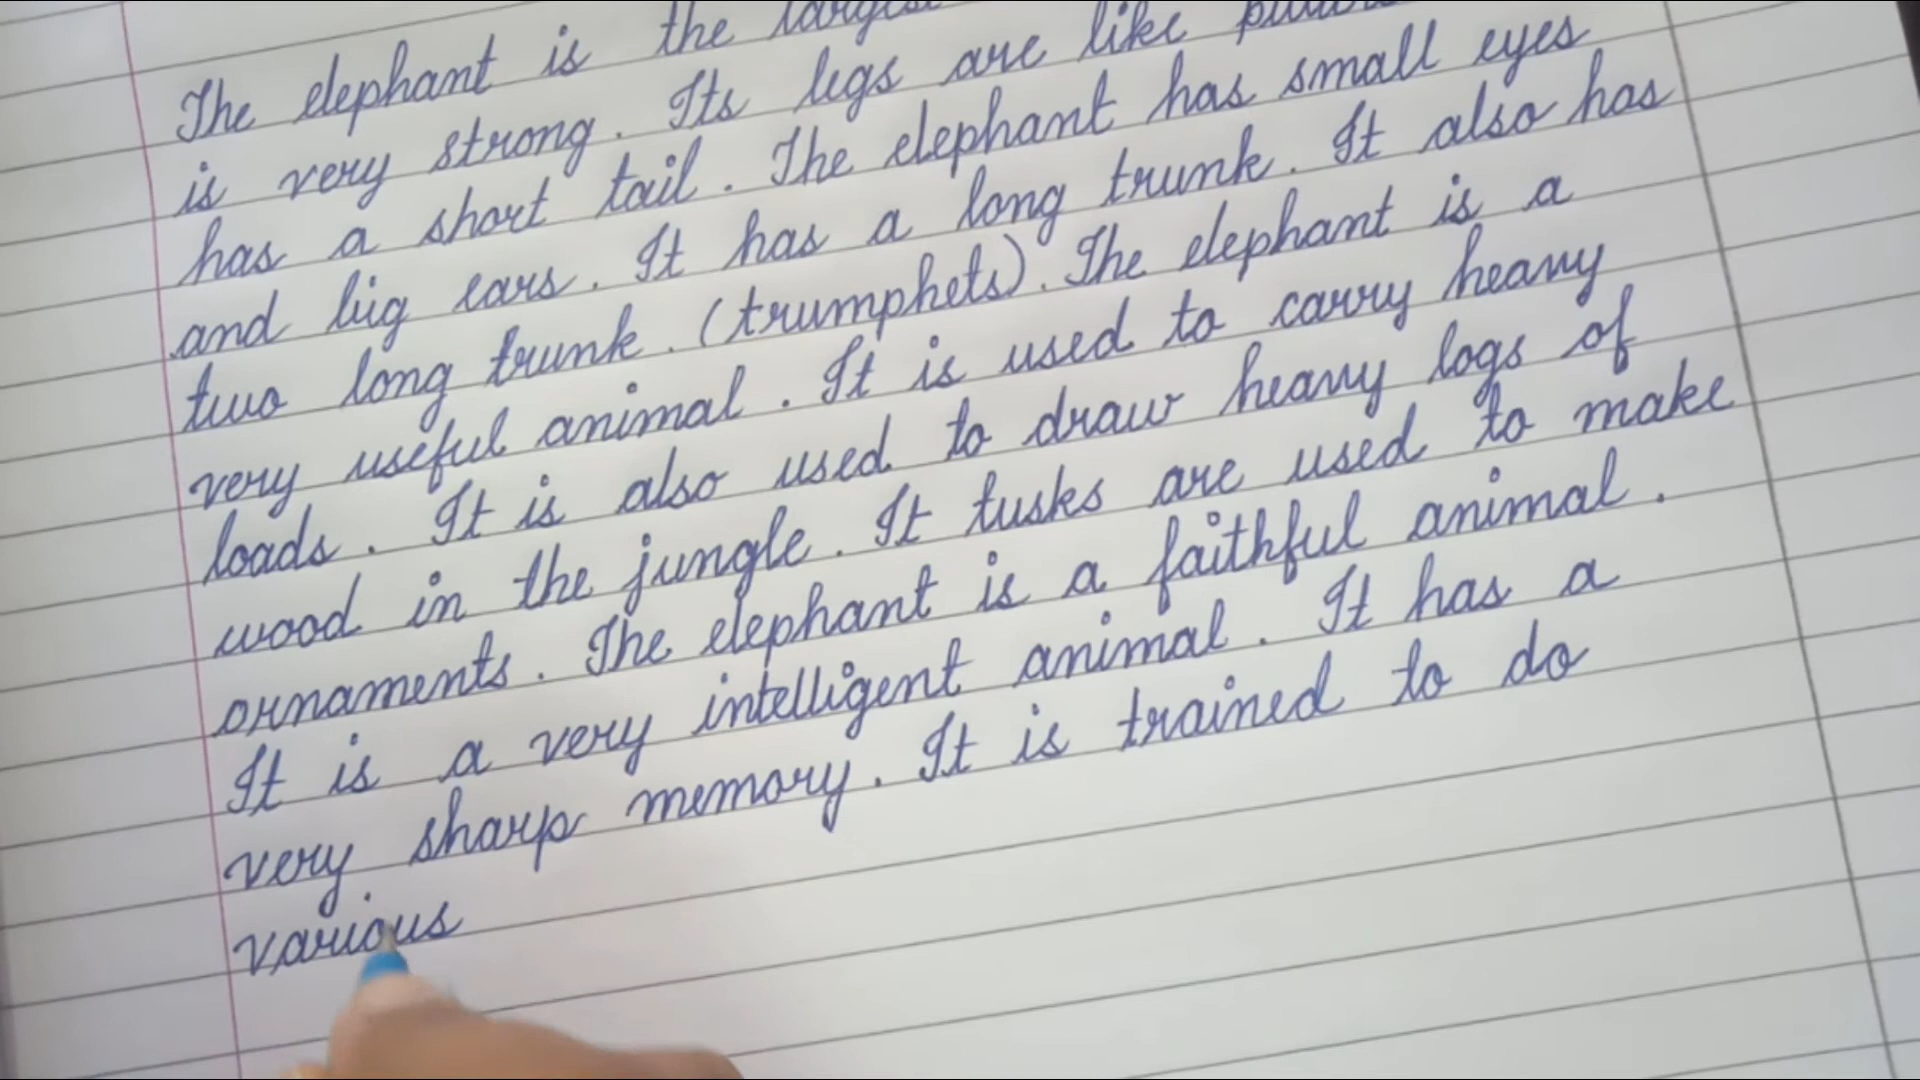 The elephant is the largest
is very strong. Its legs are like
has a short tail. The elephant has small eyes
and big ears. It has a long trunk. It also has
two long trunk. (trumphets). The elephant is a
very useful animal. It is used to carry heavy
loads. It is also used to draw heavy logs of
wood in the jungle. It tusks are used to make
ornaments. The elephant is a faithful animal.
It is a very intelligent animal. It has a
very sharp memory. It is trained to do
various